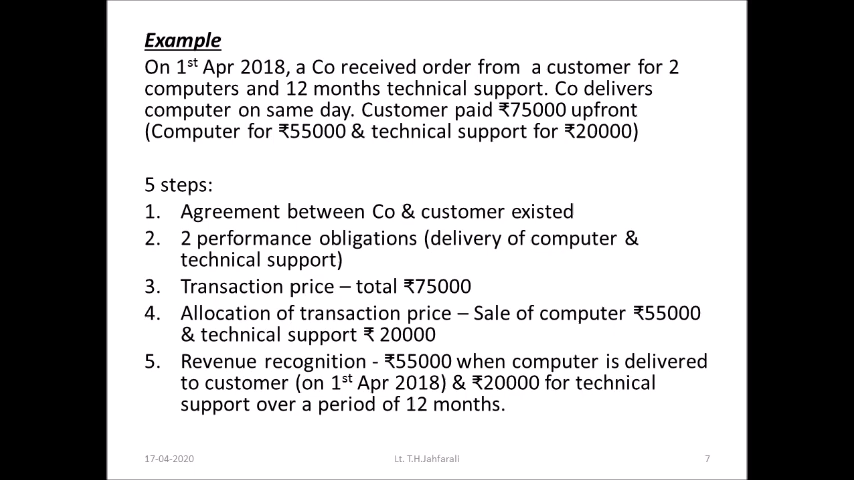 Example
On 1st Apr 2018, a Co received order from a customer for 2
computers and 12 months technical support. Co delivers
computer on same day. Customer paid ₹75000 upfront
(Computer for ₹55000 & technical support for ₹20000)
5 steps:
1. Agreement between Co & customer existed
2. 2 performance obligations (delivery of computer &
technical support)
3. Transaction price – total ₹75000
4. Allocation of transaction price – Sale of computer ₹55000
& technical support ₹ 20000
5. Revenue recognition - ₹55000 when computer is delivered
to customer (on 1st Apr 2018) & ₹20000 for technical
support over a period of 12 months.
17-04-2020 Lt. T.H.Jahfarali 7